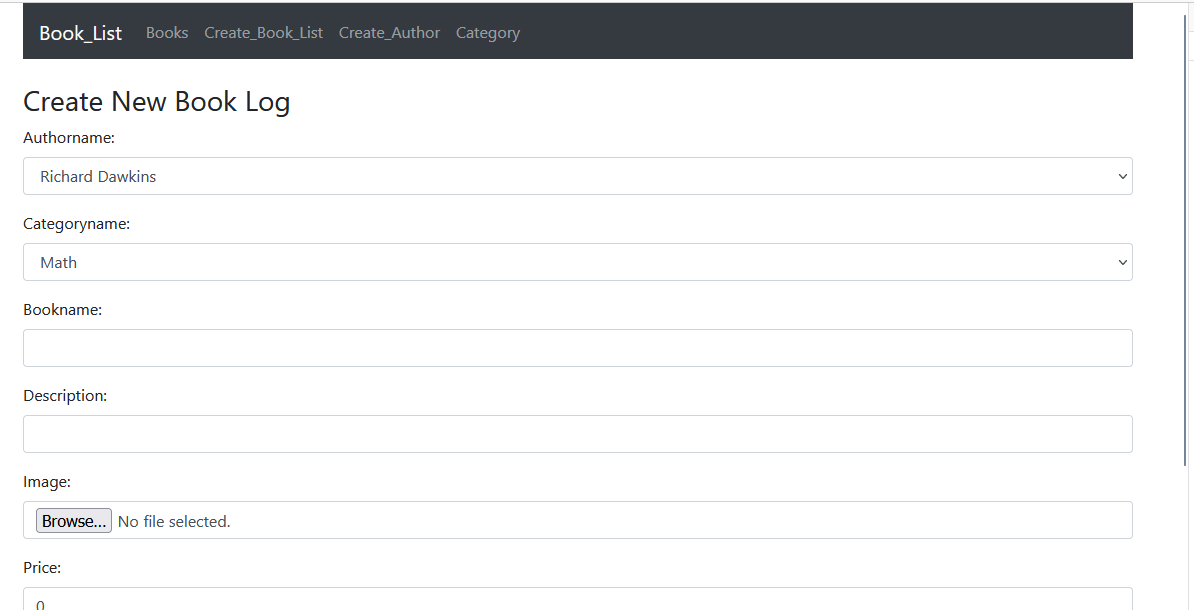 Book_List Books Create_Book_List Create_Author Category
Create New Book Log
Authorname:
Richard Dawkins
Categoryname:
Math
Bookname:
Description:
Image:
Browse... No file selected.
Price:
0